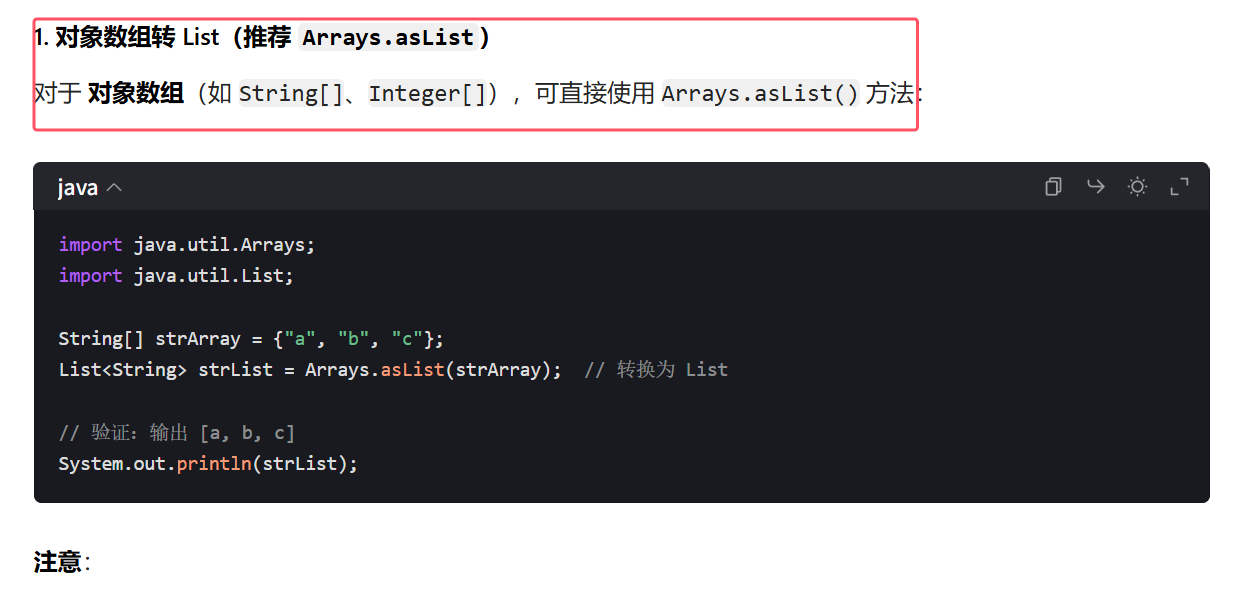 1. 对象数组转 List（推荐 Arrays.asList）
对于 对象数组（如 String[]、Integer[]），可直接使用 Arrays.asList() 方法：
java
import java.util.Arrays;
import java.util.List;
String[] strArray = {"a", "b", "c"};
List<String> strList = Arrays.asList(strArray);  // 转换为 List
// 验证：输出 [a, b, c]
System.out.println(strList);
注意：